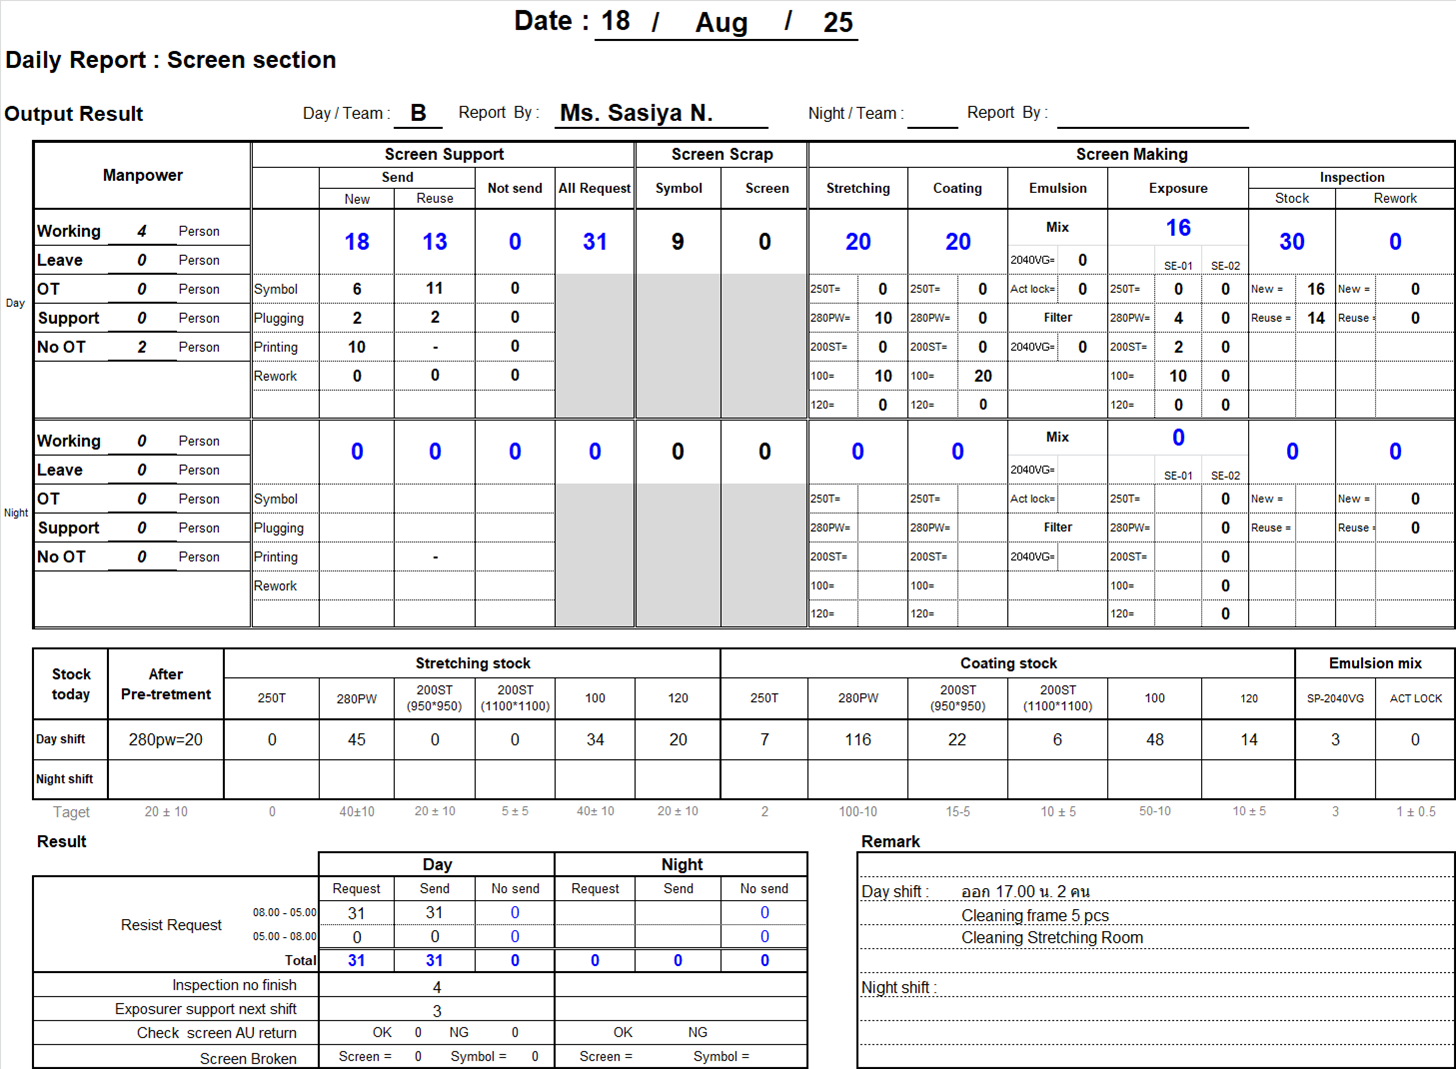 Date : 18 / Aug / 25
Daily Report : Screen section
Output Result Day / Team : B Report By : Ms. Sasiya N. Night / Team : Report By :
Manpower Screen Support Screen Scrap Screen Making
Send Not send All Request Symbol Screen Stretching Coating Emulsion Exposure Inspection
New Reuse Stock Rework
Day
Working 4 Person 18 13 0 31 9 0 20 20 Mix 16 30 0
Leave 0 Person 2040VG= 0 SE-01 SE-02
OT 0 Person Symbol 6 11 0 250T= 0 250T= 0 Act lock= 0 250T= 0 0 New = 16 New = 0
Support 0 Person Plugging 2 2 0 280PW= 10 280PW= 0 Filter 280PW= 4 0 Reuse = 14 Reuse = 0
No OT 2 Person Printing 10 - 0 200ST= 0 200ST= 0 2040VG= 0 200ST= 2 0
Rework 0 0 0 100= 10 100= 20 100= 10 0
120= 0 120= 0 120= 0 0
Night
Working 0 Person 0 0 0 0 0 0 0 0 Mix 0 0 0
Leave 0 Person 2040VG= SE-01 SE-02
OT 0 Person Symbol 250T= 250T= Act lock= 250T= 0 New = New = 0
Support 0 Person Plugging 280PW= 280PW= Filter 280PW= 0 Reuse = Reuse = 0
No OT 0 Person Printing - 200ST= 200ST= 2040VG= 200ST= 0
Rework 100= 100= 100= 0
120= 120= 120= 0
Stock today After Pre-tretment Stretching stock Coating stock Emulsion mix
250T 280PW 200ST (950*950) 200ST (1100*1100) 100 120 250T 280PW 200ST (950*950) 200ST (1100*1100) 100 120 SP-2040VG ACT LOCK
Day shift 280pw=20 0 45 0 0 34 20 7 116 22 6 48 14 3 0
Night shift
Taget 20 ± 10 0 40±10 20 ± 10 5 ± 5 40± 10 20 ± 10 2 100-10 15-5 10 ± 5 50-10 10 ± 5 3 1 ± 0.5
Result
Day Night
Request Send No send Request Send No send
Resist Request
08.00 - 05.00 31 31 0 0
05.00 - 08.00 0 0 0 0
Total 31 31 0 0 0 0
Inspection no finish 4
Exposurer support next shift 3
Check screen AU return OK 0 NG 0 OK NG
Screen Broken Screen = 0 Symbol = 0 Screen = Symbol =
Remark
Day shift : ออก 17.00 น. 2 คน
Cleaning frame 5 pcs
Cleaning Stretching Room
Night shift :